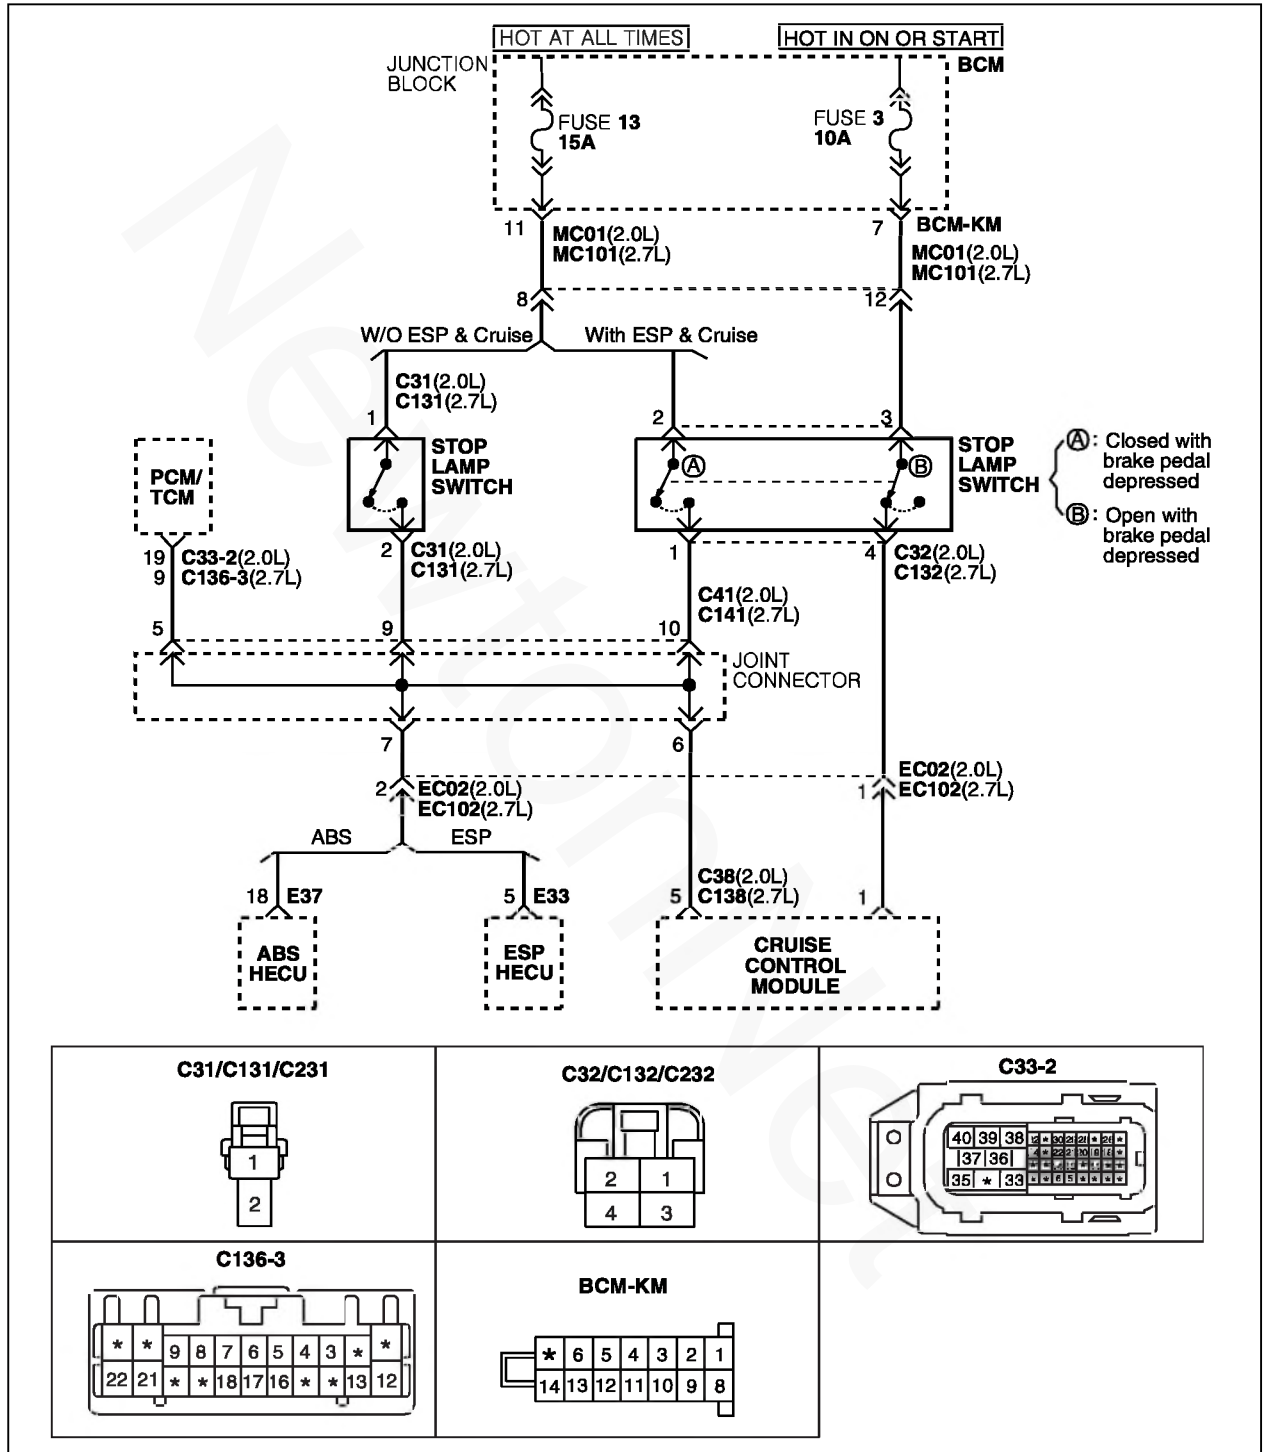 HOT AT ALL TIMES
HOT IN ON OR START
JUNCTION
BLOCK
BCM
FUSE 13
15A
FUSE 3
10A
11
MC01(2.0L)
MC101(2.7L)
7
BCM-KM
MC01(2.0L)
MC101(2.7L)
8
12
W/O ESP & Cruise
With ESP & Cruise
C31(2.0L)
C131(2.7L)
1
2
3
PCM/
TCM
STOP
LAMP
SWITCH
A
B
STOP
LAMP
SWITCH
A: Closed with
brake pedal
depressed
B: Open with
brake pedal
depressed
19 C33-2(2.0L)
9 C136-3(2.7L)
2
C31(2.0L)
C131(2.7L)
1
4
C32(2.0L)
C132(2.7L)
C41(2.0L)
C141(2.7L)
5
9
10
JOINT
CONNECTOR
7
6
2
EC02(2.0L)
EC102(2.7L)
1
EC02(2.0L)
EC102(2.7L)
ABS
ESP
18 E37
5 E33
5
C38(2.0L)
C138(2.7L)
1
ABS
HECU
ESP
HECU
CRUISE
CONTROL
MODULE
C31/C131/C231
1
2
C32/C132/C232
2 1
4 3
C33-2
40 39 38
37 36
35 * 33
C136-3
* * 9 8 7 6 5 4 3 * *
22 21 * * 18 17 16 * * 13 12
BCM-KM
* 6 5 4 3 2 1
14 13 12 11 10 9 8